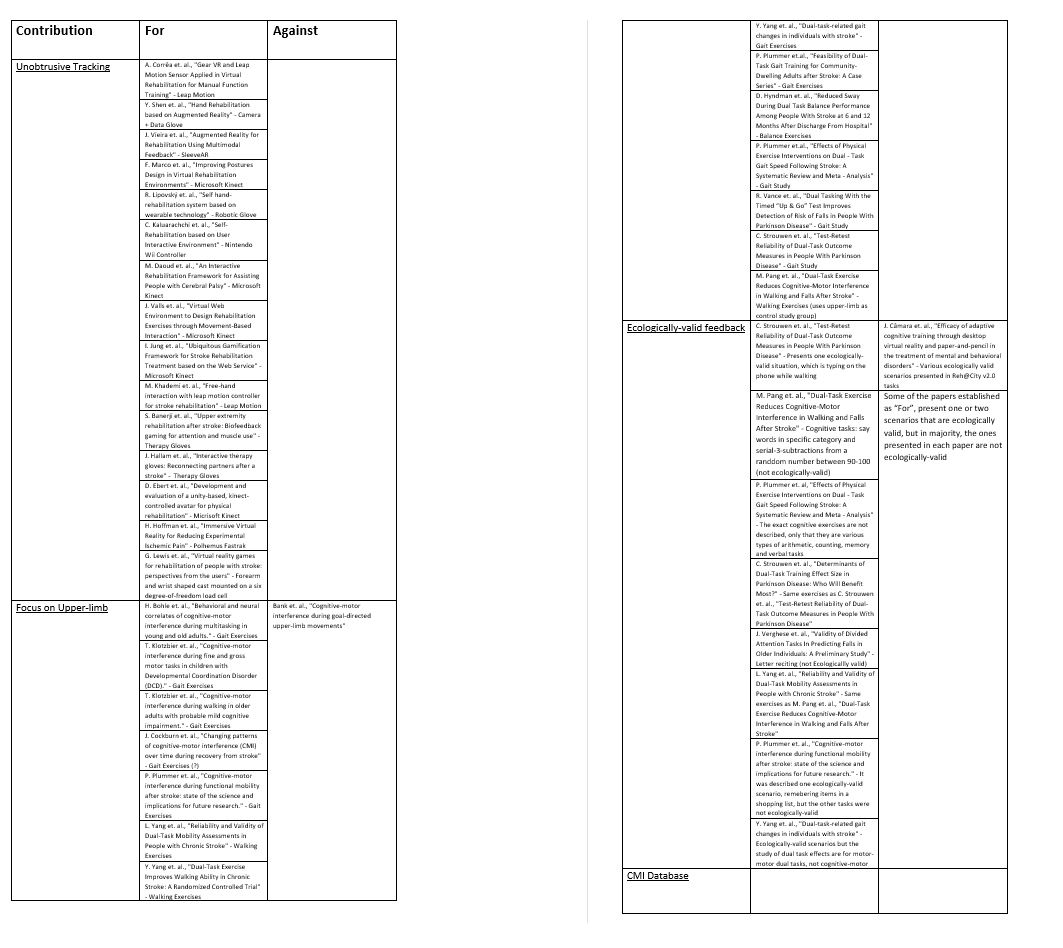 Contribution
For
Against
Unobtrusive Tracking
A. Corrêa et. al., "Gear VR and Leap
Motion Sensor Applied in Virtual
Rehabilitation for Manual Function
Training" - Leap Motion
Y. Shen et. al., "Hand Rehabilitation
based on Augmented Reality" - Camera
+ Data Glove
J. Vieira et. al., "Augmented Reality for
Rehabilitation Using Multimodal
Feedback" - SleeveAR
F. Marco et. al., "Improving Postures
Design in Virtual Rehabilitation
Environments" - Microsoft Kinect
R. Lipovský et. al., "Self hand-
rehabilitation system based on
wearable technology" - Robotic Glove
C. Kaluarachchi et. al., "Self-
Rehabilitation based on User
Interactive Environment" - Nintendo
Wii Controller
M. Daoud et. al., "An Interactive
Rehabilitation Framework for Assisting
People with Cerebral Palsy" - Microsoft
Kinect
J. Valls et. al., "Virtual Web
Environment to Design Rehabilitation
Exercises through Movement-Based
Interaction" - Microsoft Kinect
I. Jung et. al., "Ubiquitous Gamification
Framework for Stroke Rehabilitation
Treatment based on the Web Service" -
Microsoft Kinect
M. Khademi et. al., "Free-hand
interaction with leap motion controller
for stroke rehabilitation" - Leap Motion
S. Banerji et. al., "Upper extremity
rehabilitation after stroke: Biofeedback
gaming for attention and muscle use" -
Therapy Gloves
J. Hallam et. al., "Interactive therapy
gloves: Reconnecting partners after a
stroke" - Therapy Gloves
D. Ebert et. al., "Development and
evaluation of a unity-based, kinect-
controlled avatar for physical
rehabilitation" - Micrisoft Kinect
H. Hoffman et. al., "Immersive Virtual
Reality for Reducing Experimental
Ischemic Pain" - Polhemus Fastrak
G. Lewis et. al., "Virtual reality games
for rehabilitation of people with stroke:
perspectives from the users" - Forearm
and wrist shaped cast mounted on a six
degree-of-freedom load cell
Focus on Upper-limb
H. Bohle et. al., "Behavioral and neural
correlates of cognitive-motor
interference during multitasking in
young and old adults." - Gait Exercises
Bank et. al., "Cognitive-motor
interference during goal-directed
upper-limb movements"
T. Klotzbier et. al., "Cognitive-motor
interference during fine and gross
motor tasks in children with
Developmental Coordination Disorder
(DCD)." - Gait Exercises
T. Klotzbier et. al., "Cognitive-motor
interference during walking in older
adults with probable mild cognitive
impairment." - Gait Exercises
J. Cockburn et. al., "Changing patterns
of cognitive-motor interference (CMI)
over time during recovery from stroke"
- Gait Exercises (?)
P. Plummer et. al., "Cognitive-motor
interference during functional mobility
after stroke: state of the science and
implications for future research." - Gait
Exercises
L. Yang et. al., "Reliability and Validity of
Dual-Task Mobility Assessments in
People with Chronic Stroke" - Walking
Exercises
Y. Yang et. al., "Dual-Task Exercise
Improves Walking Ability in Chronic
Stroke: A Randomized Controlled Trial"
- Walking Exercises
Y. Yang et. al., "Dual-task-related gait
changes in individuals with stroke" -
Gait Exercises
P. Plummer et.al., "Feasibility of Dual-
Task Gait Training for Community-
Dwelling Adults after Stroke: A Case
Series" - Gait Exercises
D. Hyndman et. al., "Reduced Sway
During Dual Task Balance Performance
Among People With Stroke at 6 and 12
Months After Discharge From Hospital"
- Balance Exercises
P. Plummer et. al., "Effects of Physical
Exercise Interventions on Dual - Task
Gait Speed Following Stroke: A
Systematic Review and Meta - Analysis"
- Gait Study
R. Vance et. al., "Dual Tasking With the
Timed "Up & Go" Test Improves
Detection of Risk of Falls in People With
Parkinson Disease" - Gait Study
C. Strouwen et. al., "Test-Retest
Reliability of Dual-Task Outcome
Measures in People With Parkinson
Disease" - Gait Study
M. Pang et. al., "Dual-Task Exercise
Reduces Cognitive-Motor Interference
in Walking and Falls After Stroke" -
Walking Exercises (uses upper-limb as
control study group)
Ecologically-valid feedback
C. Strouwen et. al., "Test-Retest
Reliability of Dual-Task Outcome
Measures in People With Parkinson
Disease" - Presents one ecologically-
valid situation, which is typing on the
phone while walking
J. Câmara et. al., "Efficacy of adaptive
cognitive training through desktop
virtual reality and paper-and-pencil in
the treatment of mental and behavioral
disorders" - Various ecologically valid
scenarios presented in Reh@City v2.0
tasks
M. Pang et. al., "Dual-Task Exercise
Reduces Cognitive-Motor
Interference in Walking and Falls
After Stroke" - Cognitive tasks: say
words in specific category and
serial-3-subtractions from a
randdom number between 90-100
(not ecologically-valid)
Some of the papers established
as "For", present one or two
scenarios that are ecologically
valid, but in majority, the ones
presented in each paper are not
ecologically-valid
P. Plummer et. al, "Effects of Physical
Exercise Interventions on Dual - Task
Gait Speed Following Stroke: A
Systematic Review and Meta - Analysis"
- The exact cognitive exercises are not
described, only that they are various
types of arithmetic, counting, memory
and verbal tasks
C. Strouwen et. al., "Determinants of
Dual-Task Training Effect Size in
Parkinson Disease: Who Will Benefit
Most?" - Same exercises as C. Strouwen
et. al., "Test-Retest Reliability of Dual-
Task Outcome Measures in People With
Parkinson Disease"
J. Verghese et. al., "Validity of Divided
Attention Tasks In Predicting Falls in
Older Individuals: A Preliminary Study" -
Letter reciting (not Ecologically valid)
L. Yang et. al., "Reliability and Validity of
Dual-Task Mobility Assessments in
People with Chronic Stroke" - Same
exercises as M. Pang et. al., "Dual-Task
Exercise Reduces Cognitive-Motor
Interference in Walking and Falls After
Stroke"
P. Plummer et. al., "Cognitive-motor
interference during functional mobility
after stroke: state of the science and
implications for future research." - It
was described one ecologically-valid
scenario, remebering items in a
shopping list, but the other tasks were
not ecologically-valid
Y. Yang et. al., "Dual-task-related gait
changes in individuals with stroke" -
Ecologically-valid scenarios but the
study of dual task effects are for motor-
motor dual tasks, not cognitive-motor
CMI Database